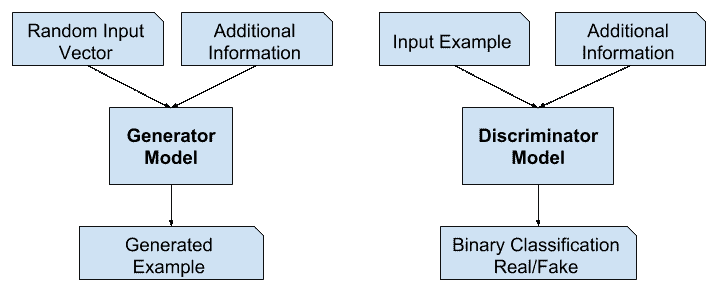 Random Input
Vector
Additional
Information
Input Example
Additional
Information
Generator
Model
Discriminator
Model
Generated
Example
Binary Classification
Real/Fake